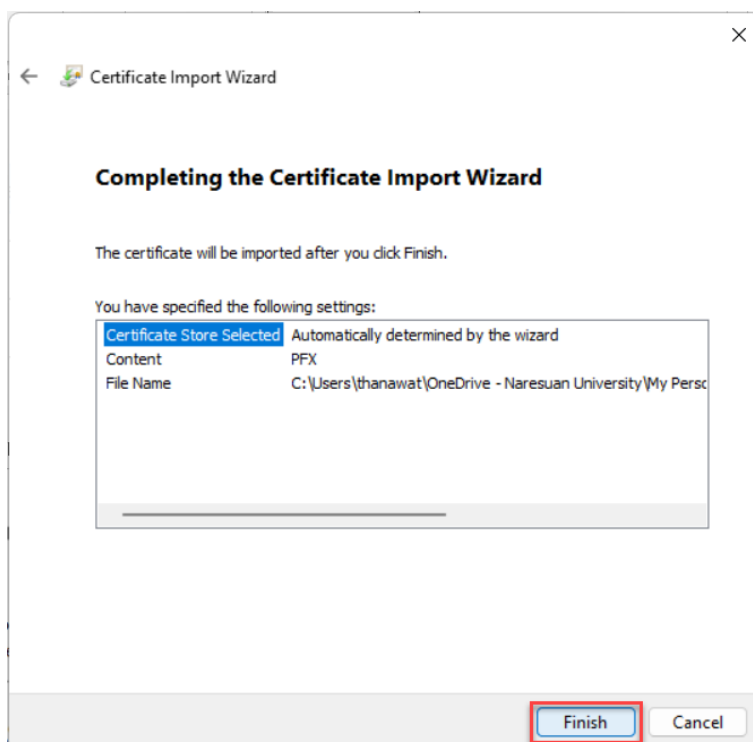 Certificate Import Wizard
Completing the Certificate Import Wizard
The certificate will be imported after you click Finish.
You have specified the following settings:
Certificate Store Selected Automatically determined by the wizard
Content PFX
File Name C:\Users\thanawat\OneDrive - Naresuan University\My Persc
Finish Cancel